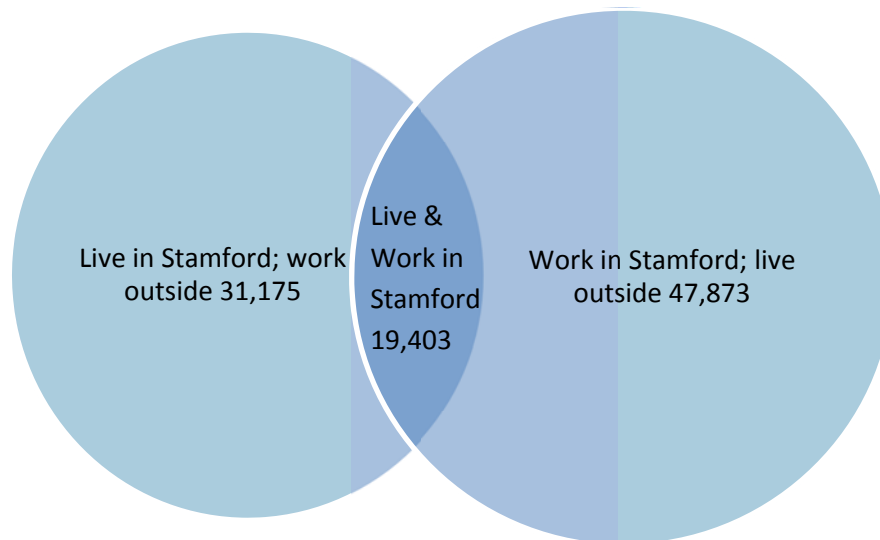 Live in Stamford; work
outside 31,175
Live &
Work in
Stamford
19,403
Work in Stamford; live
outside 47,873